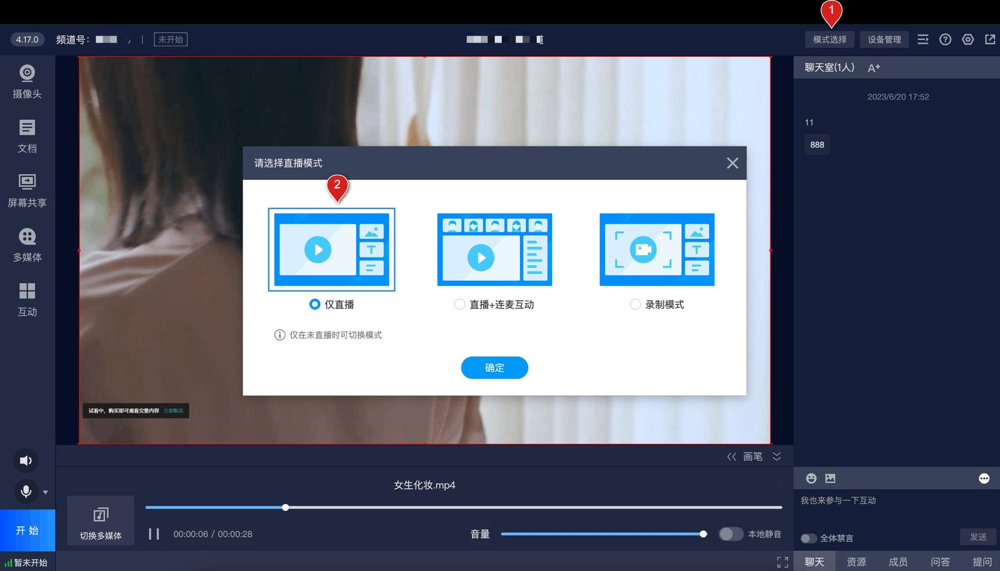 1
4.17.0 频道号: 未开始 道 模式选择 设备管理
摄像头
文档
屏幕共享
多媒体
互动
聊天室(1人) A+
2023/6/20 17:52
11
888
请选择直播模式
2
仅直播 直播+连麦互动 录制模式
仅在未直播时可切换模式
确定
试看中，购买即可观看完整内容 立即购买
画笔
女生化妆.mp4
切换多媒体
00:00:06 / 00:00:28 音量 本地静音
开 始
暂未开始
我也来参与一下互动
全体禁言 发送
聊天 资源 成员 问答 提问